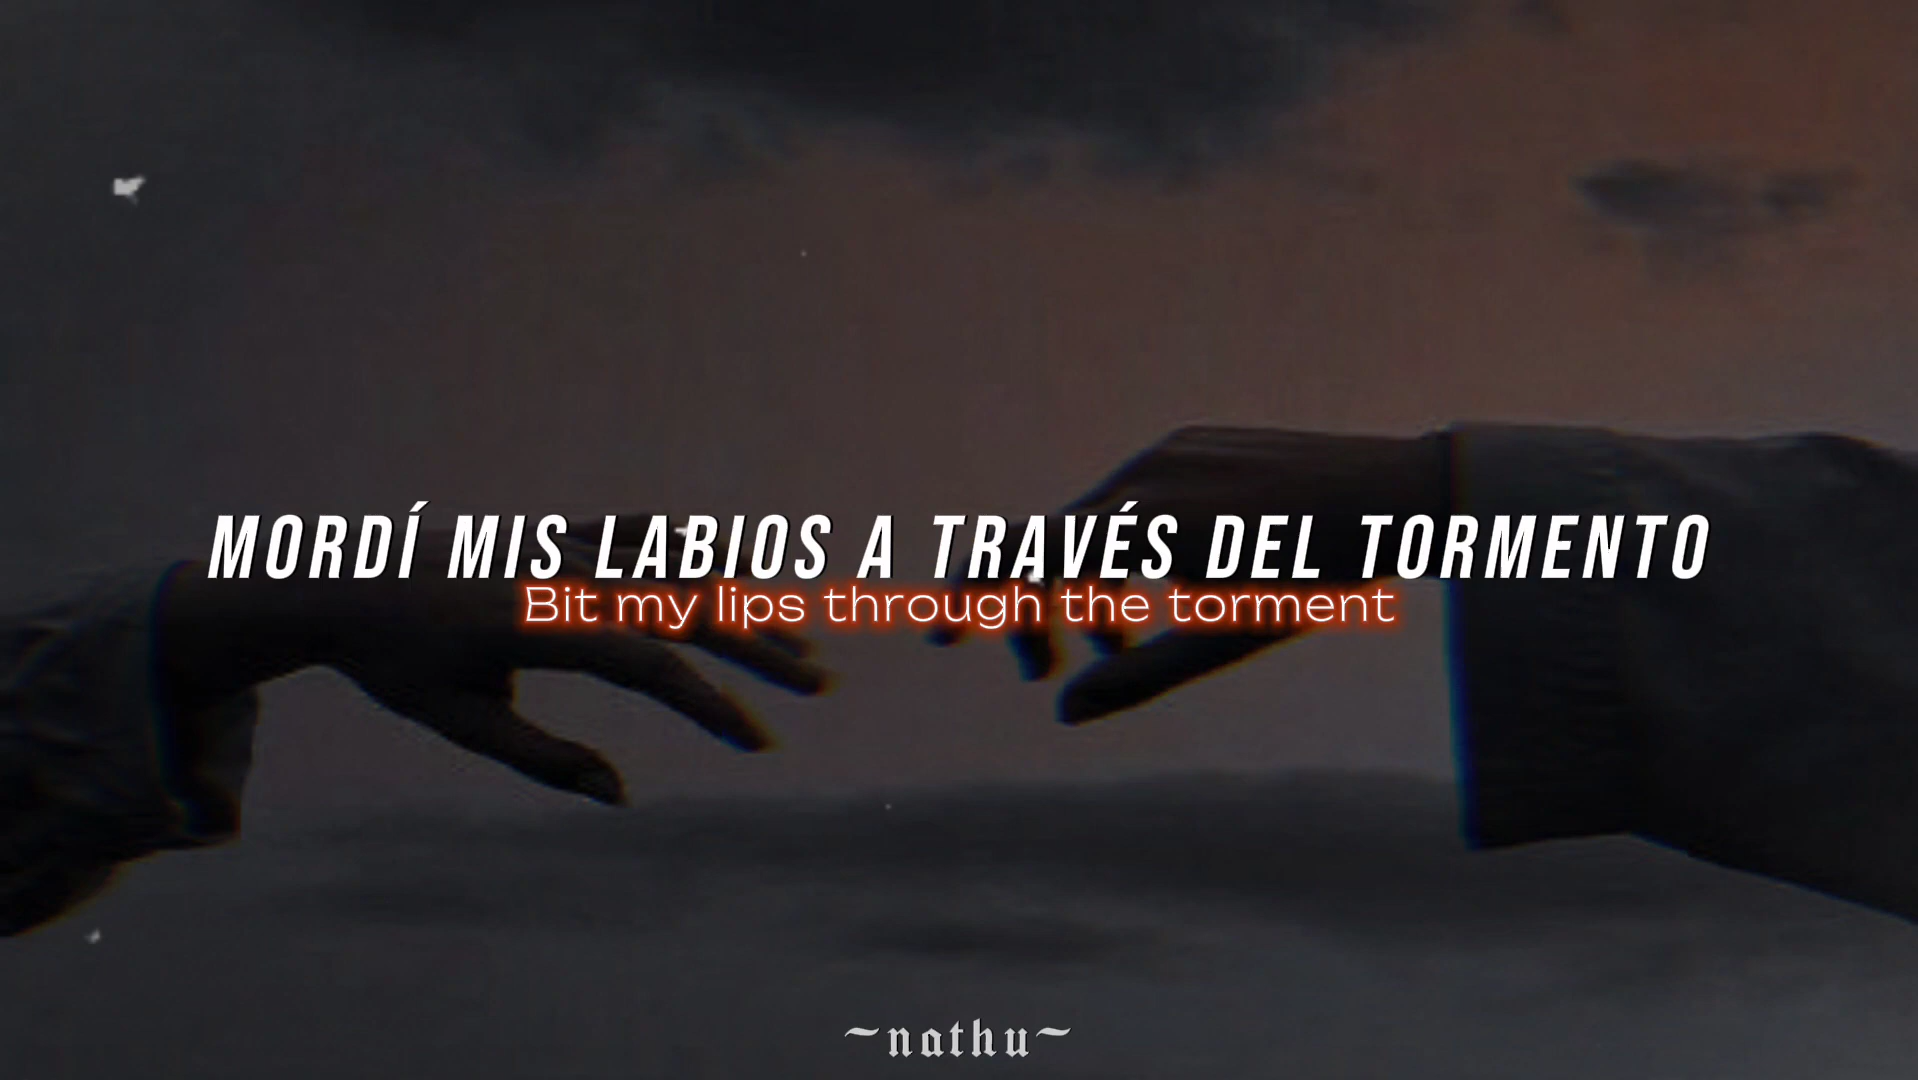 MORDÍ MIS LABIOS A TRAVÉS DEL TORMENTO
Bit my lips through the torment
~nathu~